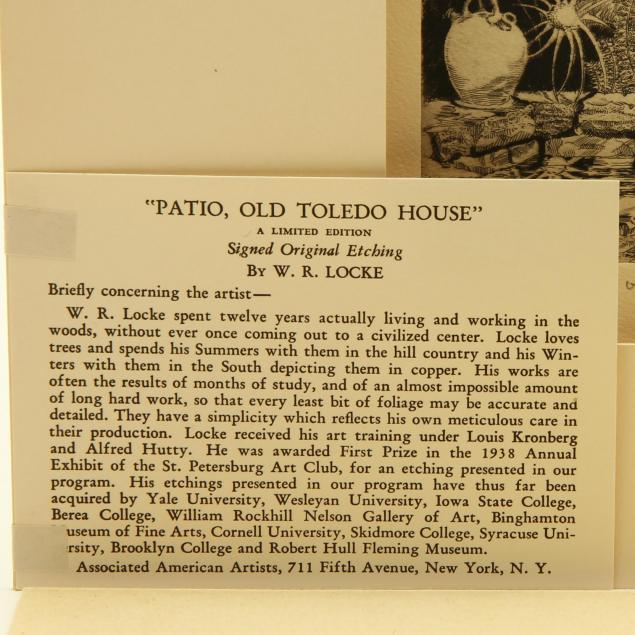 "PATIO, OLD TOLEDO HOUSE"
A LIMITED EDITION
Signed Original Etching
By W. R. LOCKE
Briefly concerning the artist—
W. R. Locke spent twelve years actually living and working in the
woods, without ever once coming out to a civilized center. Locke loves
trees and spends his Summers with them in the hill country and his Win-
ters with them in the South depicting them in copper. His works are
often the results of months of study, and of an almost impossible amount
of long hard work, so that every least bit of foliage may be accurate and
detailed. They have a simplicity which reflects his own meticulous care in
their production. Locke received his art training under Louis Kronberg
and Alfred Hutty. He was awarded First Prize in the 1938 Annual
Exhibit of the St. Petersburg Art Club, for an etching presented in our
program. His etchings presented in our program have thus far been
acquired by Yale University, Wesleyan University, Iowa State College,
Berea College, William Rockhill Nelson Gallery of Art, Binghamton
useum of Fine Arts, Cornell University, Skidmore College, Syracuse Uni-
ersity, Brooklyn College and Robert Hull Fleming Museum.
Associated American Artists, 711 Fifth Avenue, New York, N. Y.